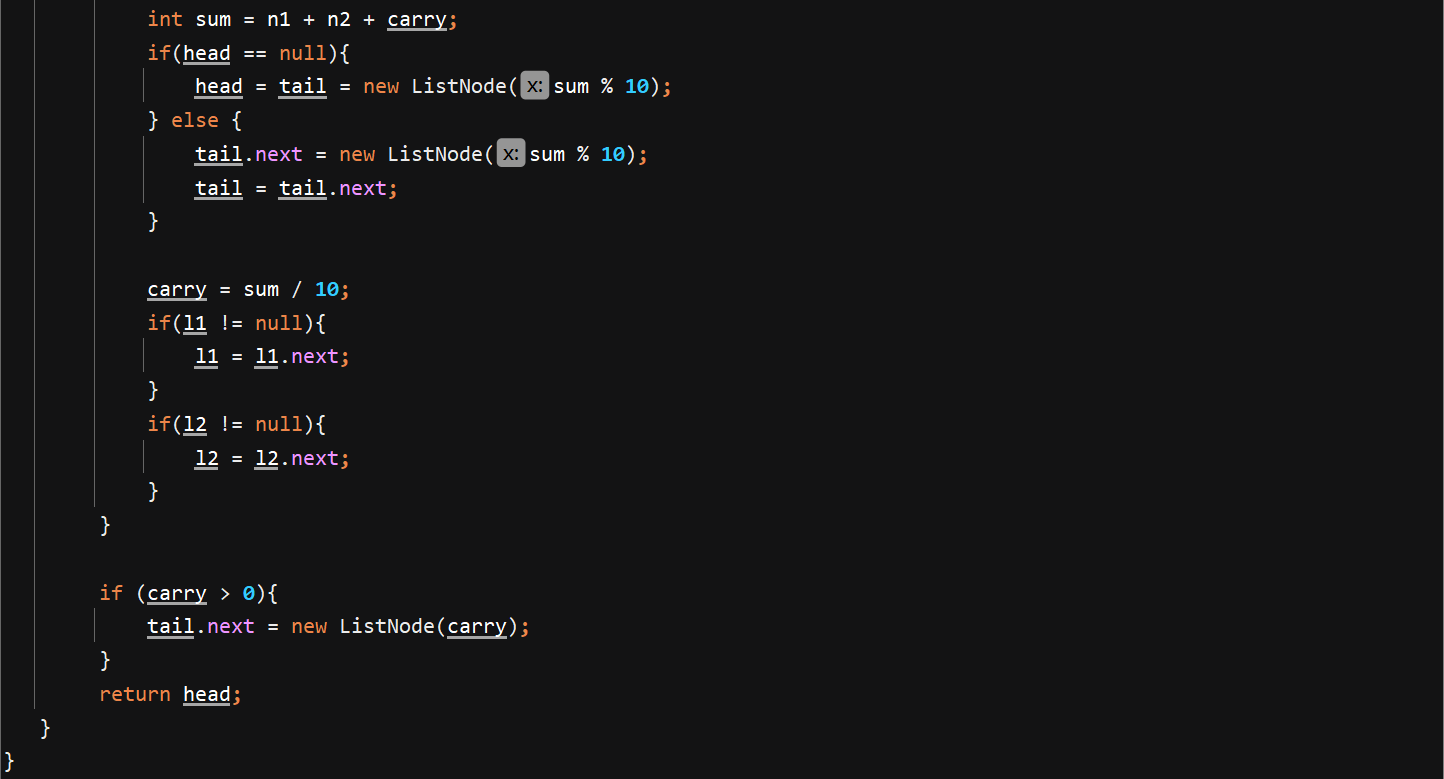 int sum = n1 + n2 + carry;
if(head == null){
head = tail = new ListNode( x: sum % 10);
} else {
tail.next = new ListNode( x: sum % 10);
tail = tail.next;
}
carry = sum / 10;
if(l1 != null){
l1 = l1.next;
}
if(l2 != null){
l2 = l2.next;
}
}
if (carry > 0){
tail.next = new ListNode(carry);
}
return head;
}
}